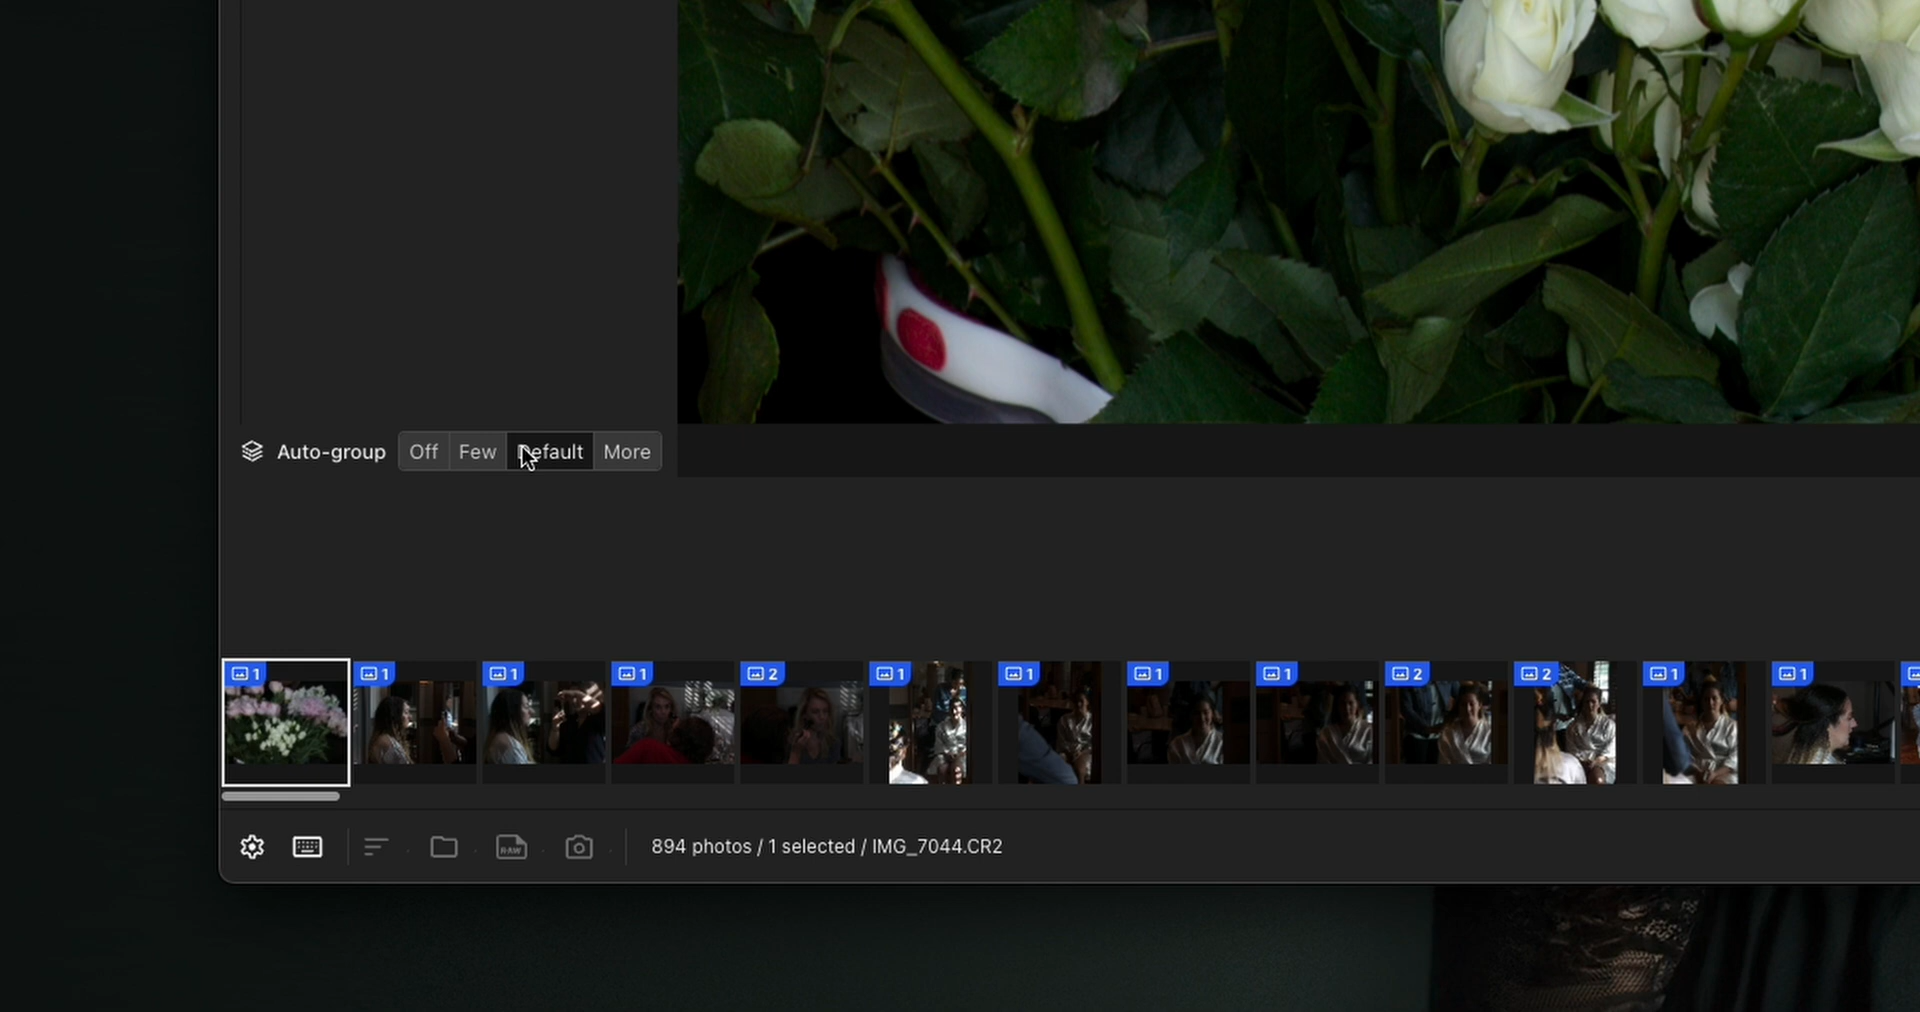 Auto-group Off Few Default More
1 1 1 1 2 1 1 1 1 2 2 1 1
RAW
894 photos / 1 selected / IMG_7044.CR2